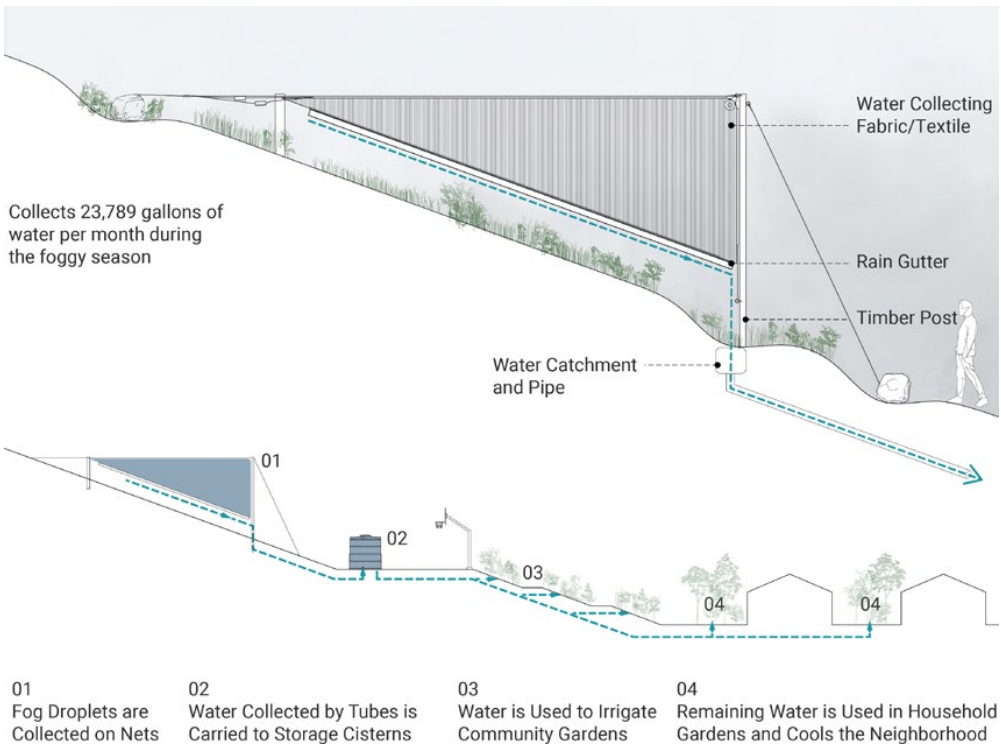 Water Collecting
Fabric/Textile
Collects 23,789 gallons of
water per month during
the foggy season
Rain Gutter
Timber Post
Water Catchment
and Pipe
01
02
03
04
04
01
Fog Droplets are
Collected on Nets
02
Water Collected by Tubes is
Carried to Storage Cisterns
03
Water is Used to Irrigate
Community Gardens
04
Remaining Water is Used in Household
Gardens and Cools the Neighborhood